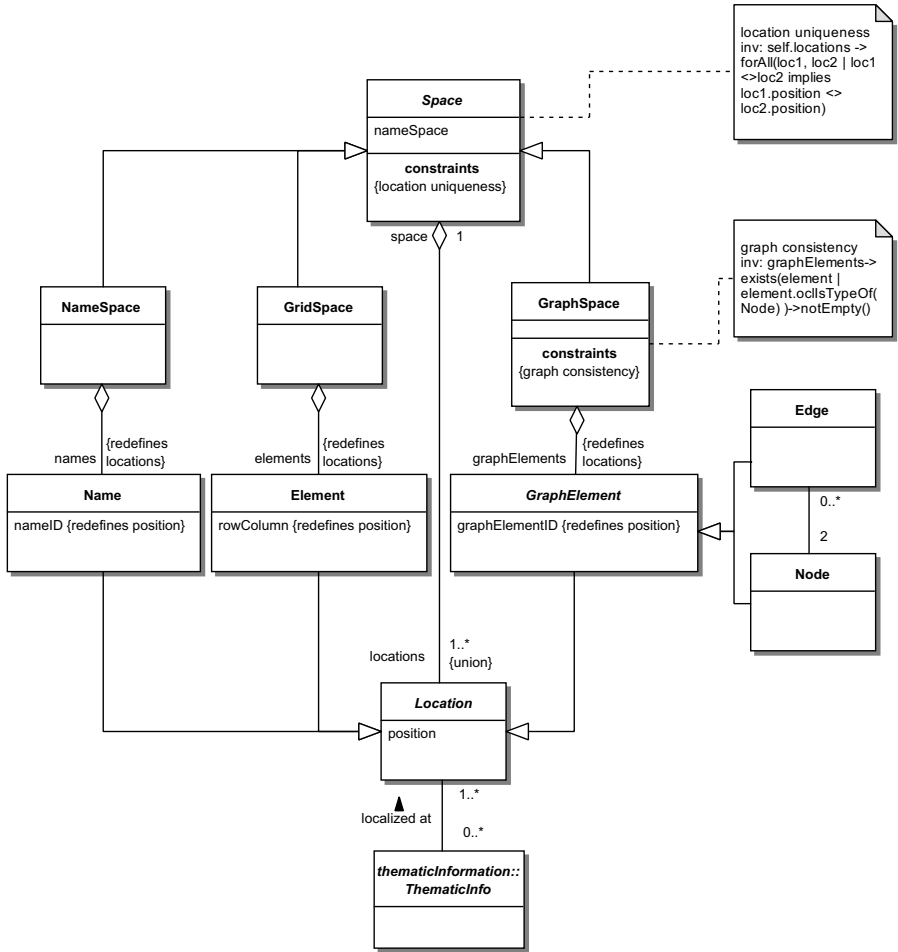 location uniqueness
inv: self.locations ->
forAll(loc1, loc2 | loc1
<>loc2 implies
loc1.position <>
loc2.position)
Space
nameSpace
constraints
{location uniqueness}
space
1
graph consistency
inv: graphElements->
exists(element |
element.oclIsTypeOf(
Node) )->notEmpty()
NameSpace
GridSpace
GraphSpace
constraints
{graph consistency}
names
{redefines
locations}
elements
{redefines
locations}
graphElements
{redefines
locations}
Edge
0..*
2
Node
Name
nameID {redefines position}
Element
rowColumn {redefines position}
GraphElement
graphElementID {redefines position}
locations
1..*
{union}
Location
position
localized at
1..*
0..*
thematicInformation::
ThematicInfo